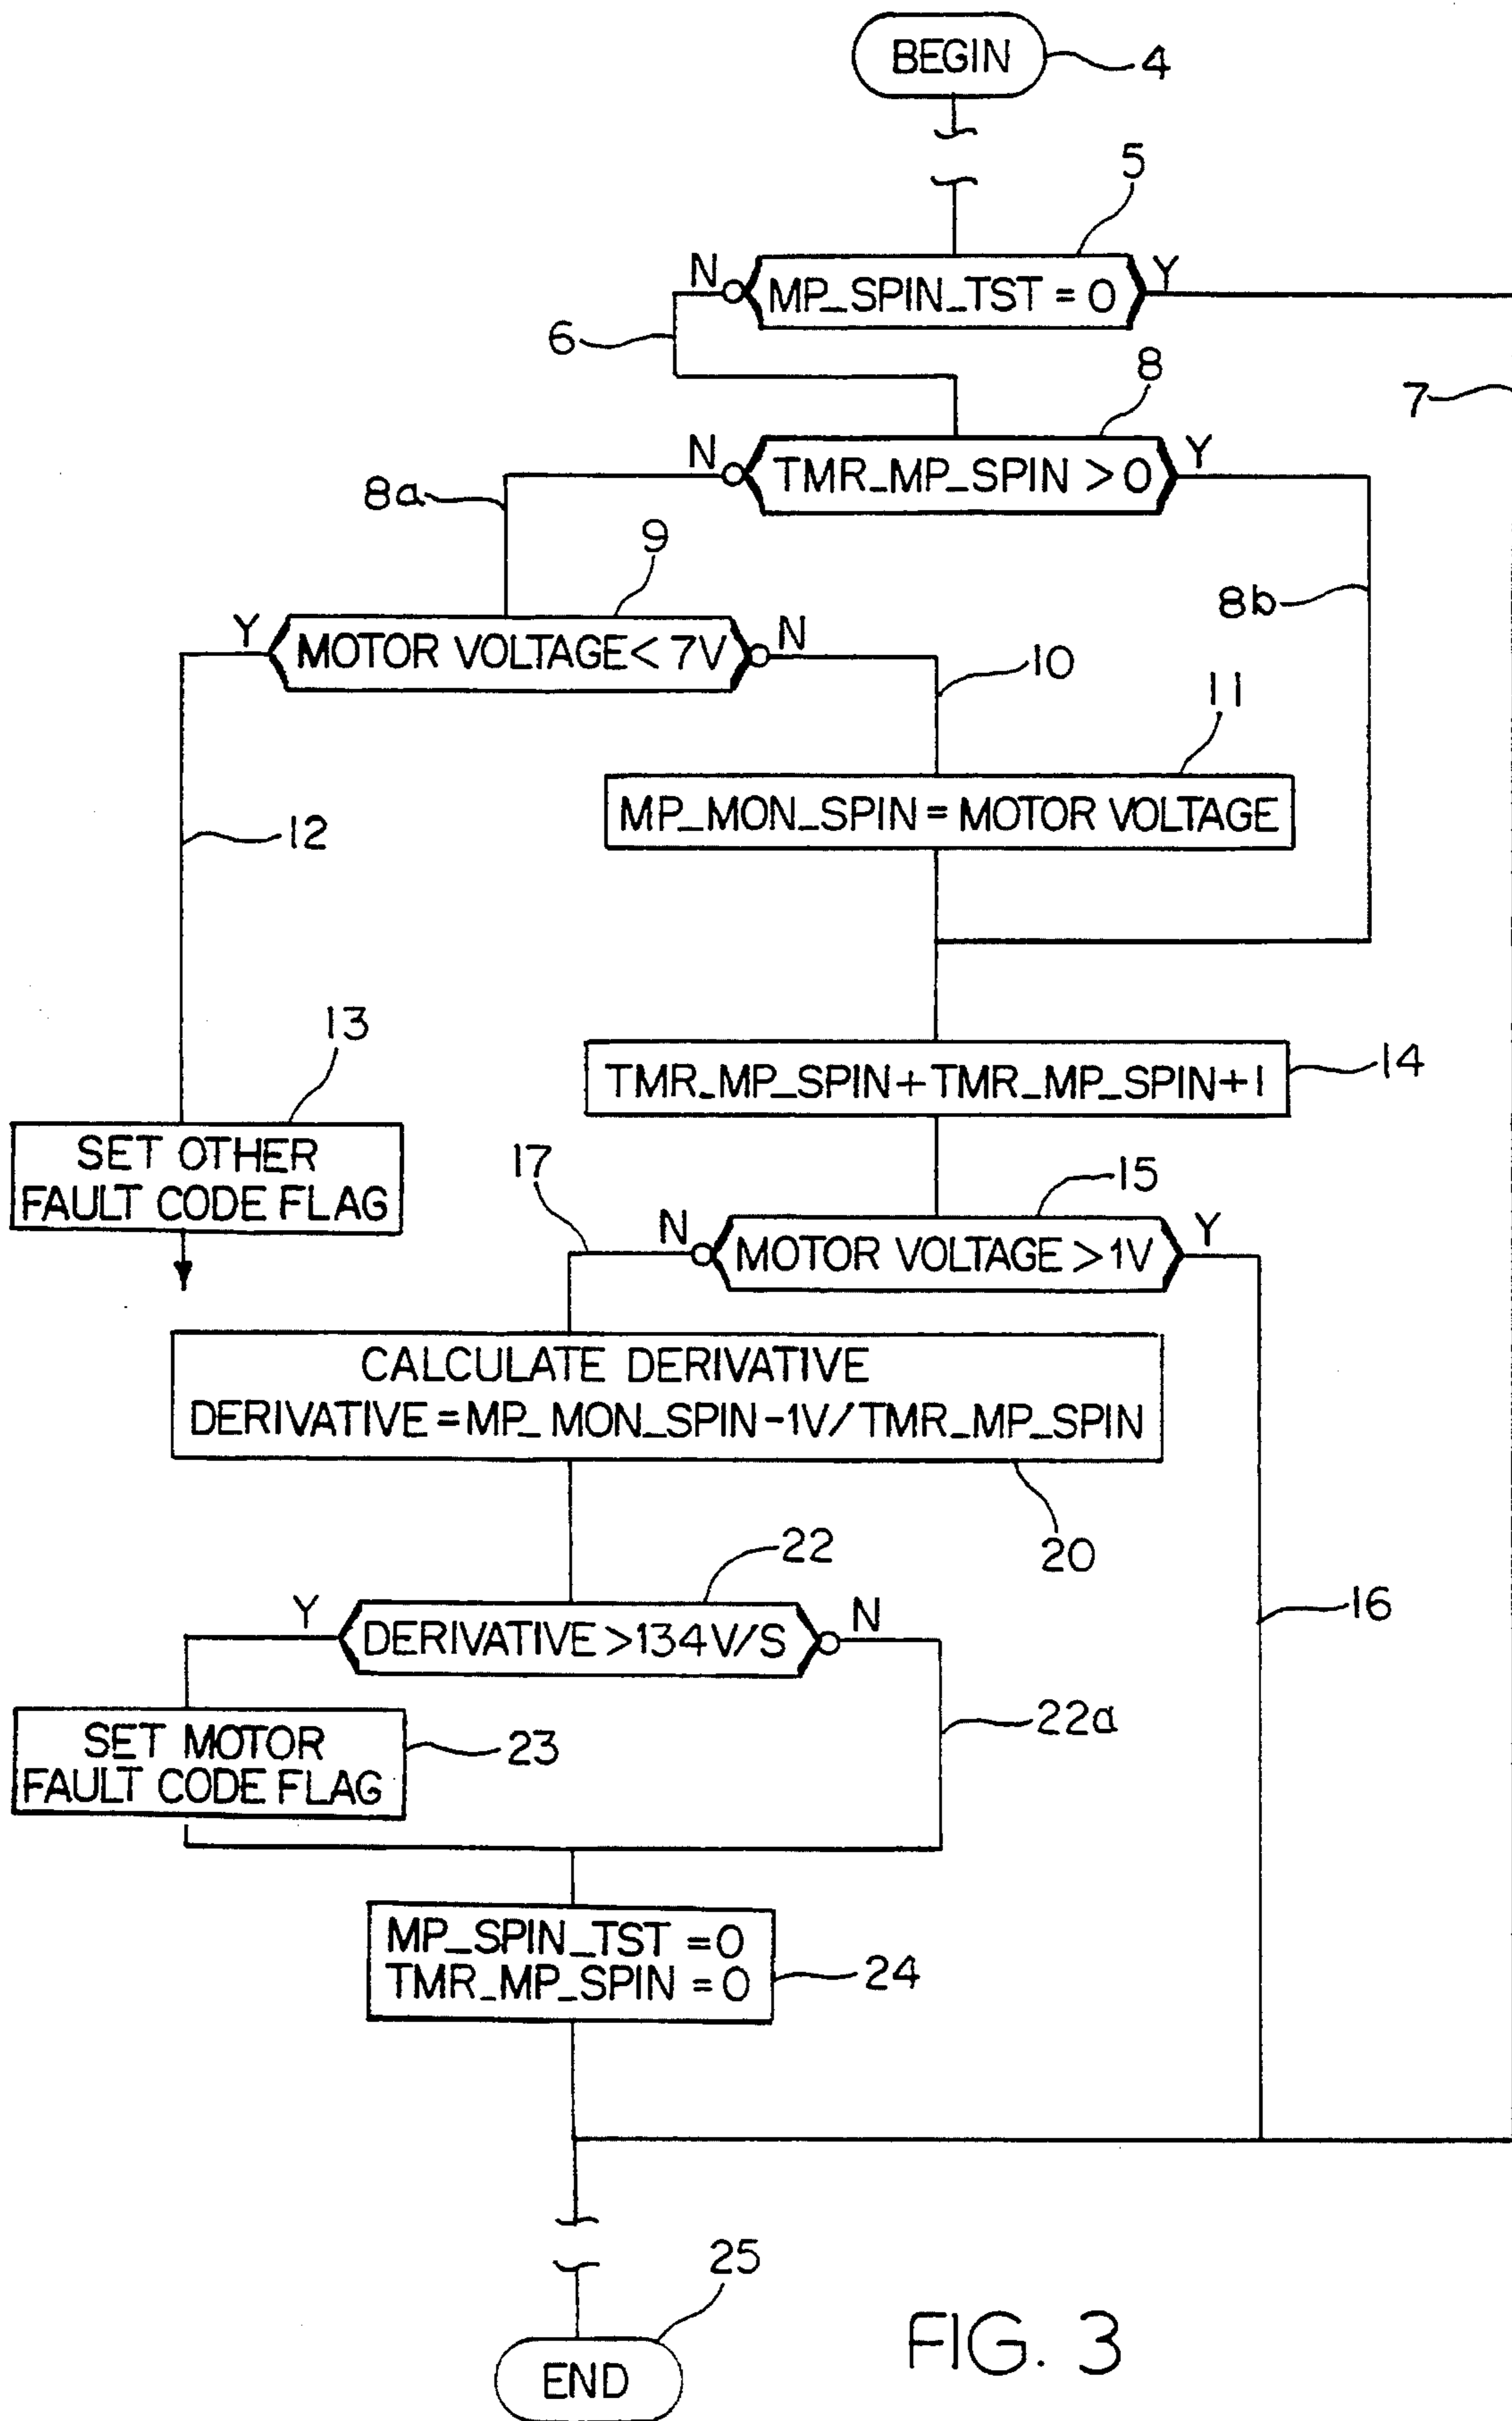 BEGIN
4
5
N
MP_SPIN_TST = 0
Y
6
7
8
N
TMR_MP_SPIN > 0
Y
8a
8b
9
Y
MOTOR VOLTAGE < 7V
N
10
11
MP_MON_SPIN = MOTOR VOLTAGE
12
13
SET OTHER
FAULT CODE FLAG
TMR_MP_SPIN + TMR_MP_SPIN + 1
14
17
15
N
MOTOR VOLTAGE > 1V
Y
CALCULATE DERIVATIVE
DERIVATIVE = MP_MON_SPIN - 1V / TMR_MP_SPIN
20
22
16
Y
DERIVATIVE > 134 V/S
N
22a
SET MOTOR
FAULT CODE FLAG
23
MP_SPIN_TST = 0
TMR_MP_SPIN = 0
24
25
END
FIG. 3